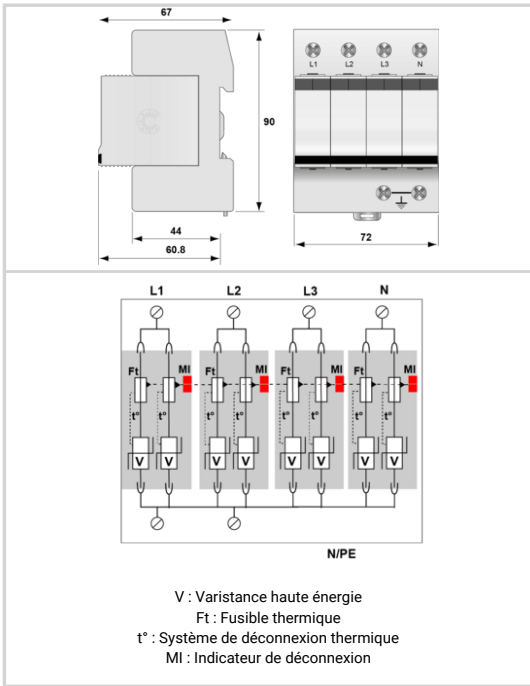 67
L1 L2 L3 N
90
44
60.8
72
L1 L2 L3 N
Ft MI Ft MI Ft MI Ft MI
t° t° t° t° t° t° t° t°
V V V V V V V V
N/PE
V : Varistance haute énergie
Ft : Fusible thermique
t° : Système de déconnexion thermique
MI : Indicateur de déconnexion